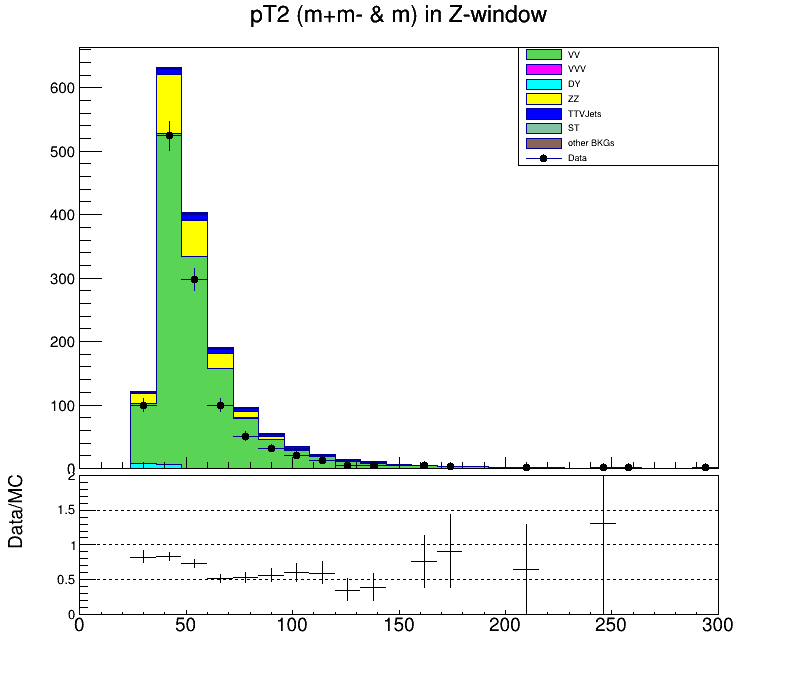 pT2 (m+m- & m) in Z-window
VV
VVV
DY
ZZ
TTVJets
ST
other BKGs
Data
600
500
400
300
200
100
0
Data/MC
2
1.5
1
0.5
0
0 50 100 150 200 250 300